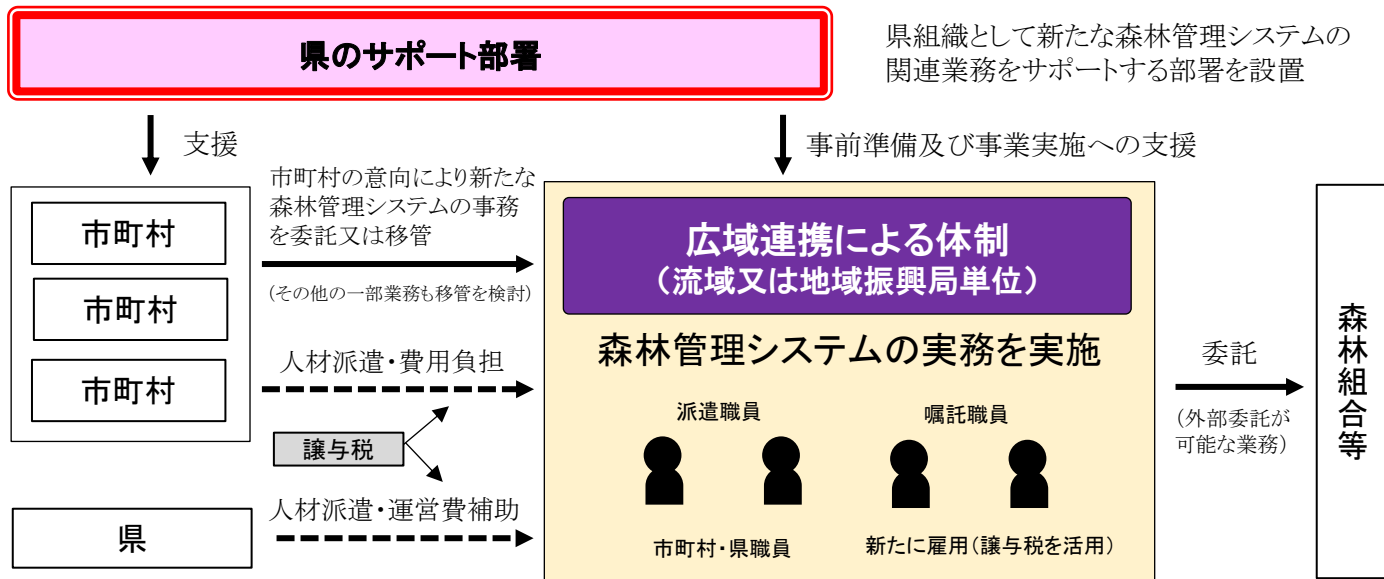 県のサポート部署
県組織として新たな森林管理システムの
関連業務をサポートする部署を設置
支援
事前準備及び事業実施への支援
市町村
市町村
市町村
市町村の意向により新たな
森林管理システムの事務
を委託又は移管
(その他の一部業務も移管を検討)
人材派遣・費用負担
譲与税
人材派遣・運営費補助
県
広域連携による体制
(流域又は地域振興局単位)
森林管理システムの実務を実施
派遣職員
嘱託職員
市町村・県職員
新たに雇用(譲与税を活用)
委託
(外部委託が
可能な業務)
森林組合等